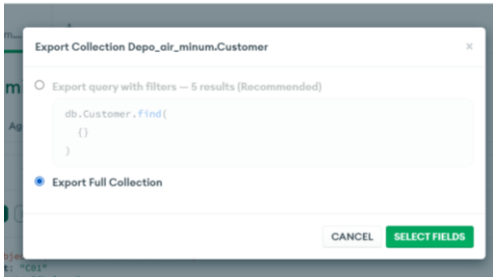 Export Collection Depo_air_minum.Customer
Export query with filters — 5 results (Recommended)
db.Customer.find(
{}
)
Export Full Collection
CANCEL
SELECT FIELDS
t: "C01"